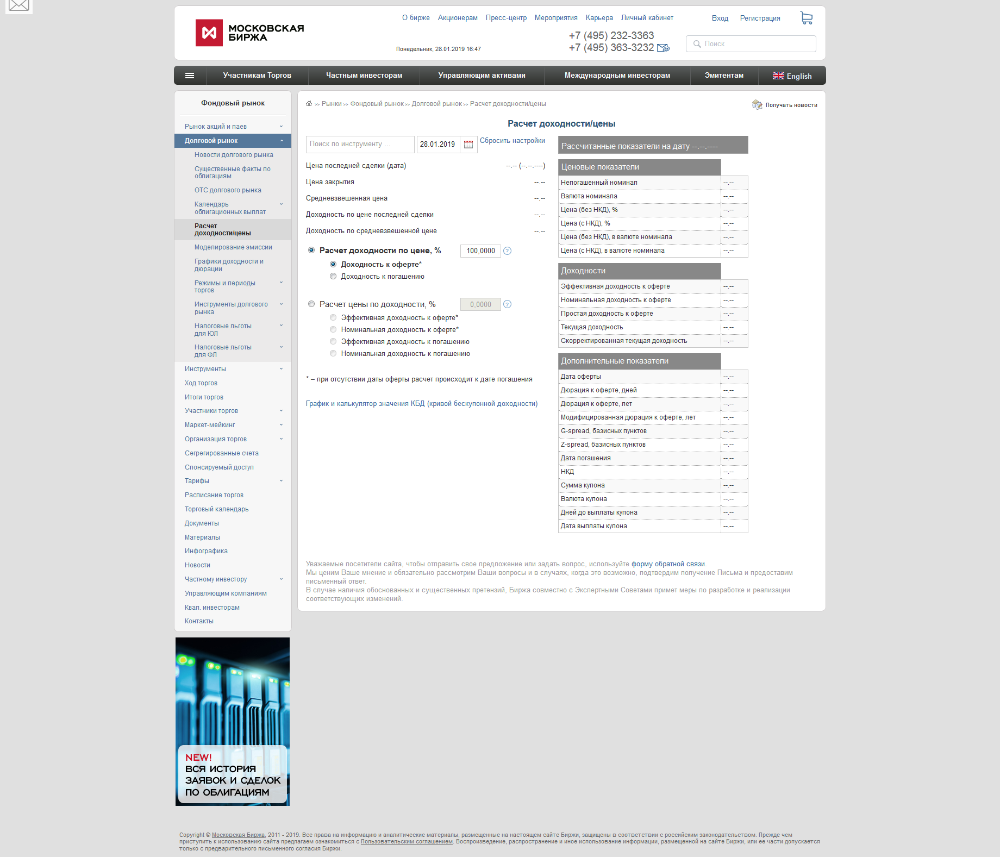 О бирже Акционерам Пресс-центр Мероприятия Карьера Личный кабинет Вход Регистрация
МОСКОВСКАЯ
БИРЖА
+7 (495) 232-3363
Понедельник, 28.01.2019 16:47
+7 (495) 363-3232
Поиск
Участникам Торгов Частным инвесторам Управляющим активами Международным инвесторам Эмитентам English
Фондовый рынок
Рынок акций и паев
Долговой рынок
Новости долгового рынка
Существенные факты по
облигациям
ОТС долгового рынка
Календарь
облигационных выплат
Расчет
доходности/цены
Моделирование эмиссии
Графики доходности и
дюрации
Режимы и периоды
торгов
Инструменты долгового
рынка
Налоговые льготы
для ЮЛ
Налоговые льготы
для ФЛ
Инструменты
Ход торгов
Итоги торгов
Участники торгов
Маркет-мейкинг
Организация торгов
Сегрегированные счета
Спонсируемый доступ
Тарифы
Расписание торгов
Торговый календарь
Документы
Материалы
Инфографика
Новости
Частному инвестору
Управляющим компаниям
Квал. инвесторам
Контакты
NEW!
ВСЯ ИСТОРИЯ
ЗАЯВОК И СДЕЛОК
ПО ОБЛИГАЦИЯМ
>> Рынки >> Фондовый рынок >> Долговой рынок >> Расчет доходности/цены
Получать новости
Расчет доходности/цены
Поиск по инструменту ... 28.01.2019 Сбросить настройки
Цена последней сделки (дата) --.-- (--.--.----)
Цена закрытия --.--
Средневзвешенная цена --.--
Доходность по цене последней сделки --.--
Доходность по средневзвешенной цене --.--
Расчет доходности по цене, % 100,0000 ?
Доходность к оферте*
Доходность к погашению
Расчет цены по доходности, % 0,0000 ?
Эффективная доходность к оферте*
Номинальная доходность к оферте*
Эффективная доходность к погашению
Номинальная доходность к погашению
* – при отсутствии даты оферты расчет происходит к дате погашения
График и калькулятор значения КБД (кривой бескупонной доходности)
Рассчитанные показатели на дату --.--.----
Ценовые показатели
Непогашенный номинал --.--
Валюта номинала --.--
Цена (без НКД), % --.--
Цена (с НКД), % --.--
Цена (без НКД), в валюте номинала --.--
Цена (с НКД), в валюте номинала --.--
Доходности
Эффективная доходность к оферте --.--
Номинальная доходность к оферте --.--
Простая доходность к оферте --.--
Текущая доходность --.--
Скорректированная текущая доходность --.--
Дополнительные показатели
Дата оферты --.--
Дюрация к оферте, дней --.--
Дюрация к оферте, лет --.--
Модифицированная дюрация к оферте, лет --.--
G-spread, базисных пунктов --.--
Z-spread, базисных пунктов --.--
Дата погашения --.--
НКД --.--
Сумма купона --.--
Валюта купона --.--
Дней до выплаты купона --.--
Дата выплаты купона --.--
Уважаемые посетители сайта, чтобы отправить свое предложение или задать вопрос, используйте форму обратной связи.
Мы ценим Ваше мнение и обязательно рассмотрим Ваши вопросы и в случаях, когда это возможно, подтвердим получение Письма и предоставим
письменный ответ.
В случае наличия обоснованных и существенных претензий, Биржа совместно с Экспертными Советами примет меры по разработке и реализации
соответствующих изменений.
Copyright © Московская Биржа, 2011 - 2019. Все права на информацию и аналитические материалы, размещенные на настоящем сайте Биржи, защищены в соответствии с российским законодательством. Прежде чем
приступить к использованию сайта предлагаем ознакомиться с Пользовательским соглашением. Воспроизведение, распространение и иное использование информации, размещенной на сайте Биржи, или ее части допускается
только с предварительного письменного согласия Биржи.